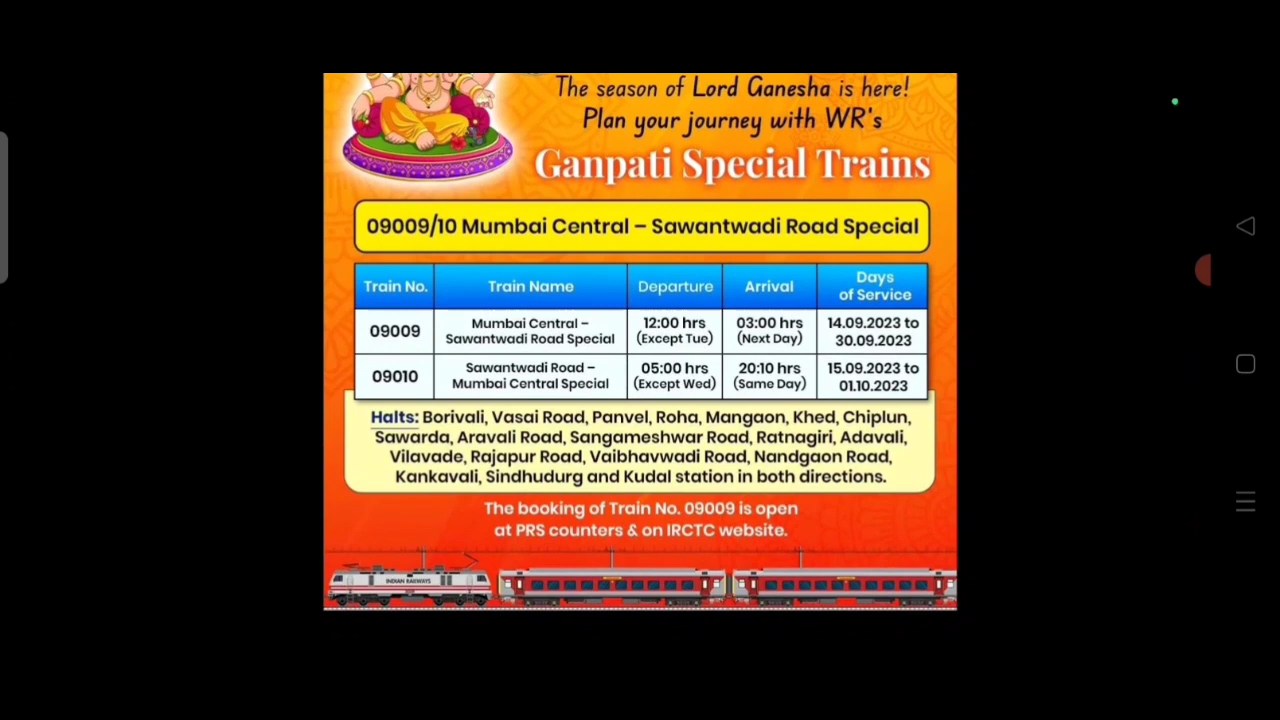 The season of Lord Ganesha is here!
Plan your journey with WR's
Ganpati Special Trains
09009/10 Mumbai Central – Sawantwadi Road Special
Train No. Train Name Departure Arrival Days of Service
09009 Mumbai Central – Sawantwadi Road Special 12:00 hrs (Except Tue) 03:00 hrs (Next Day) 14.09.2023 to 30.09.2023
09010 Sawantwadi Road – Mumbai Central Special 05:00 hrs (Except Wed) 20:10 hrs (Same Day) 15.09.2023 to 01.10.2023
Halts: Borivali, Vasai Road, Panvel, Roha, Mangaon, Khed, Chiplun,
Sawarda, Aravali Road, Sangameshwar Road, Ratnagiri, Adavali,
Vilavade, Rajapur Road, Vaibhavwadi Road, Nandgaon Road,
Kankavali, Sindhudurg and Kudal station in both directions.
The booking of Train No. 09009 is open
at PRS counters & on IRCTC website.
INDIAN RAILWAYS